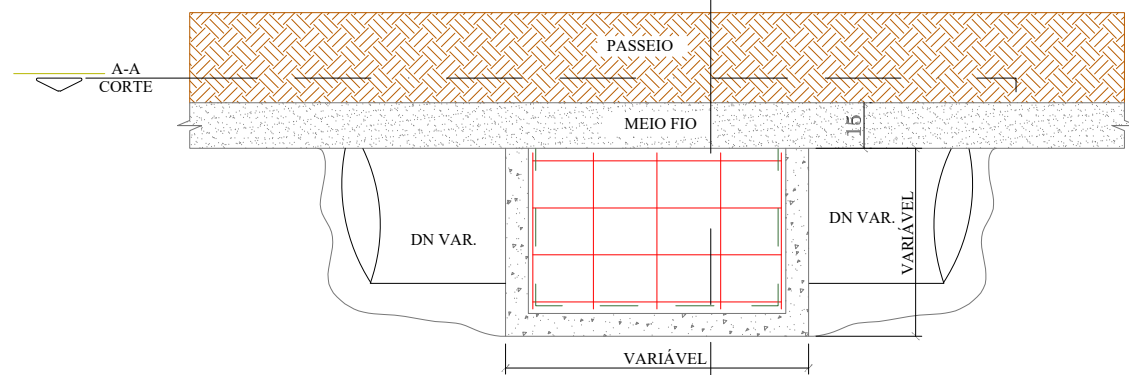 PASSEIO
A-A
CORTE
MEIO FIO
15
DN VAR.
DN VAR.
VARIÁVEL
VARIÁVEL